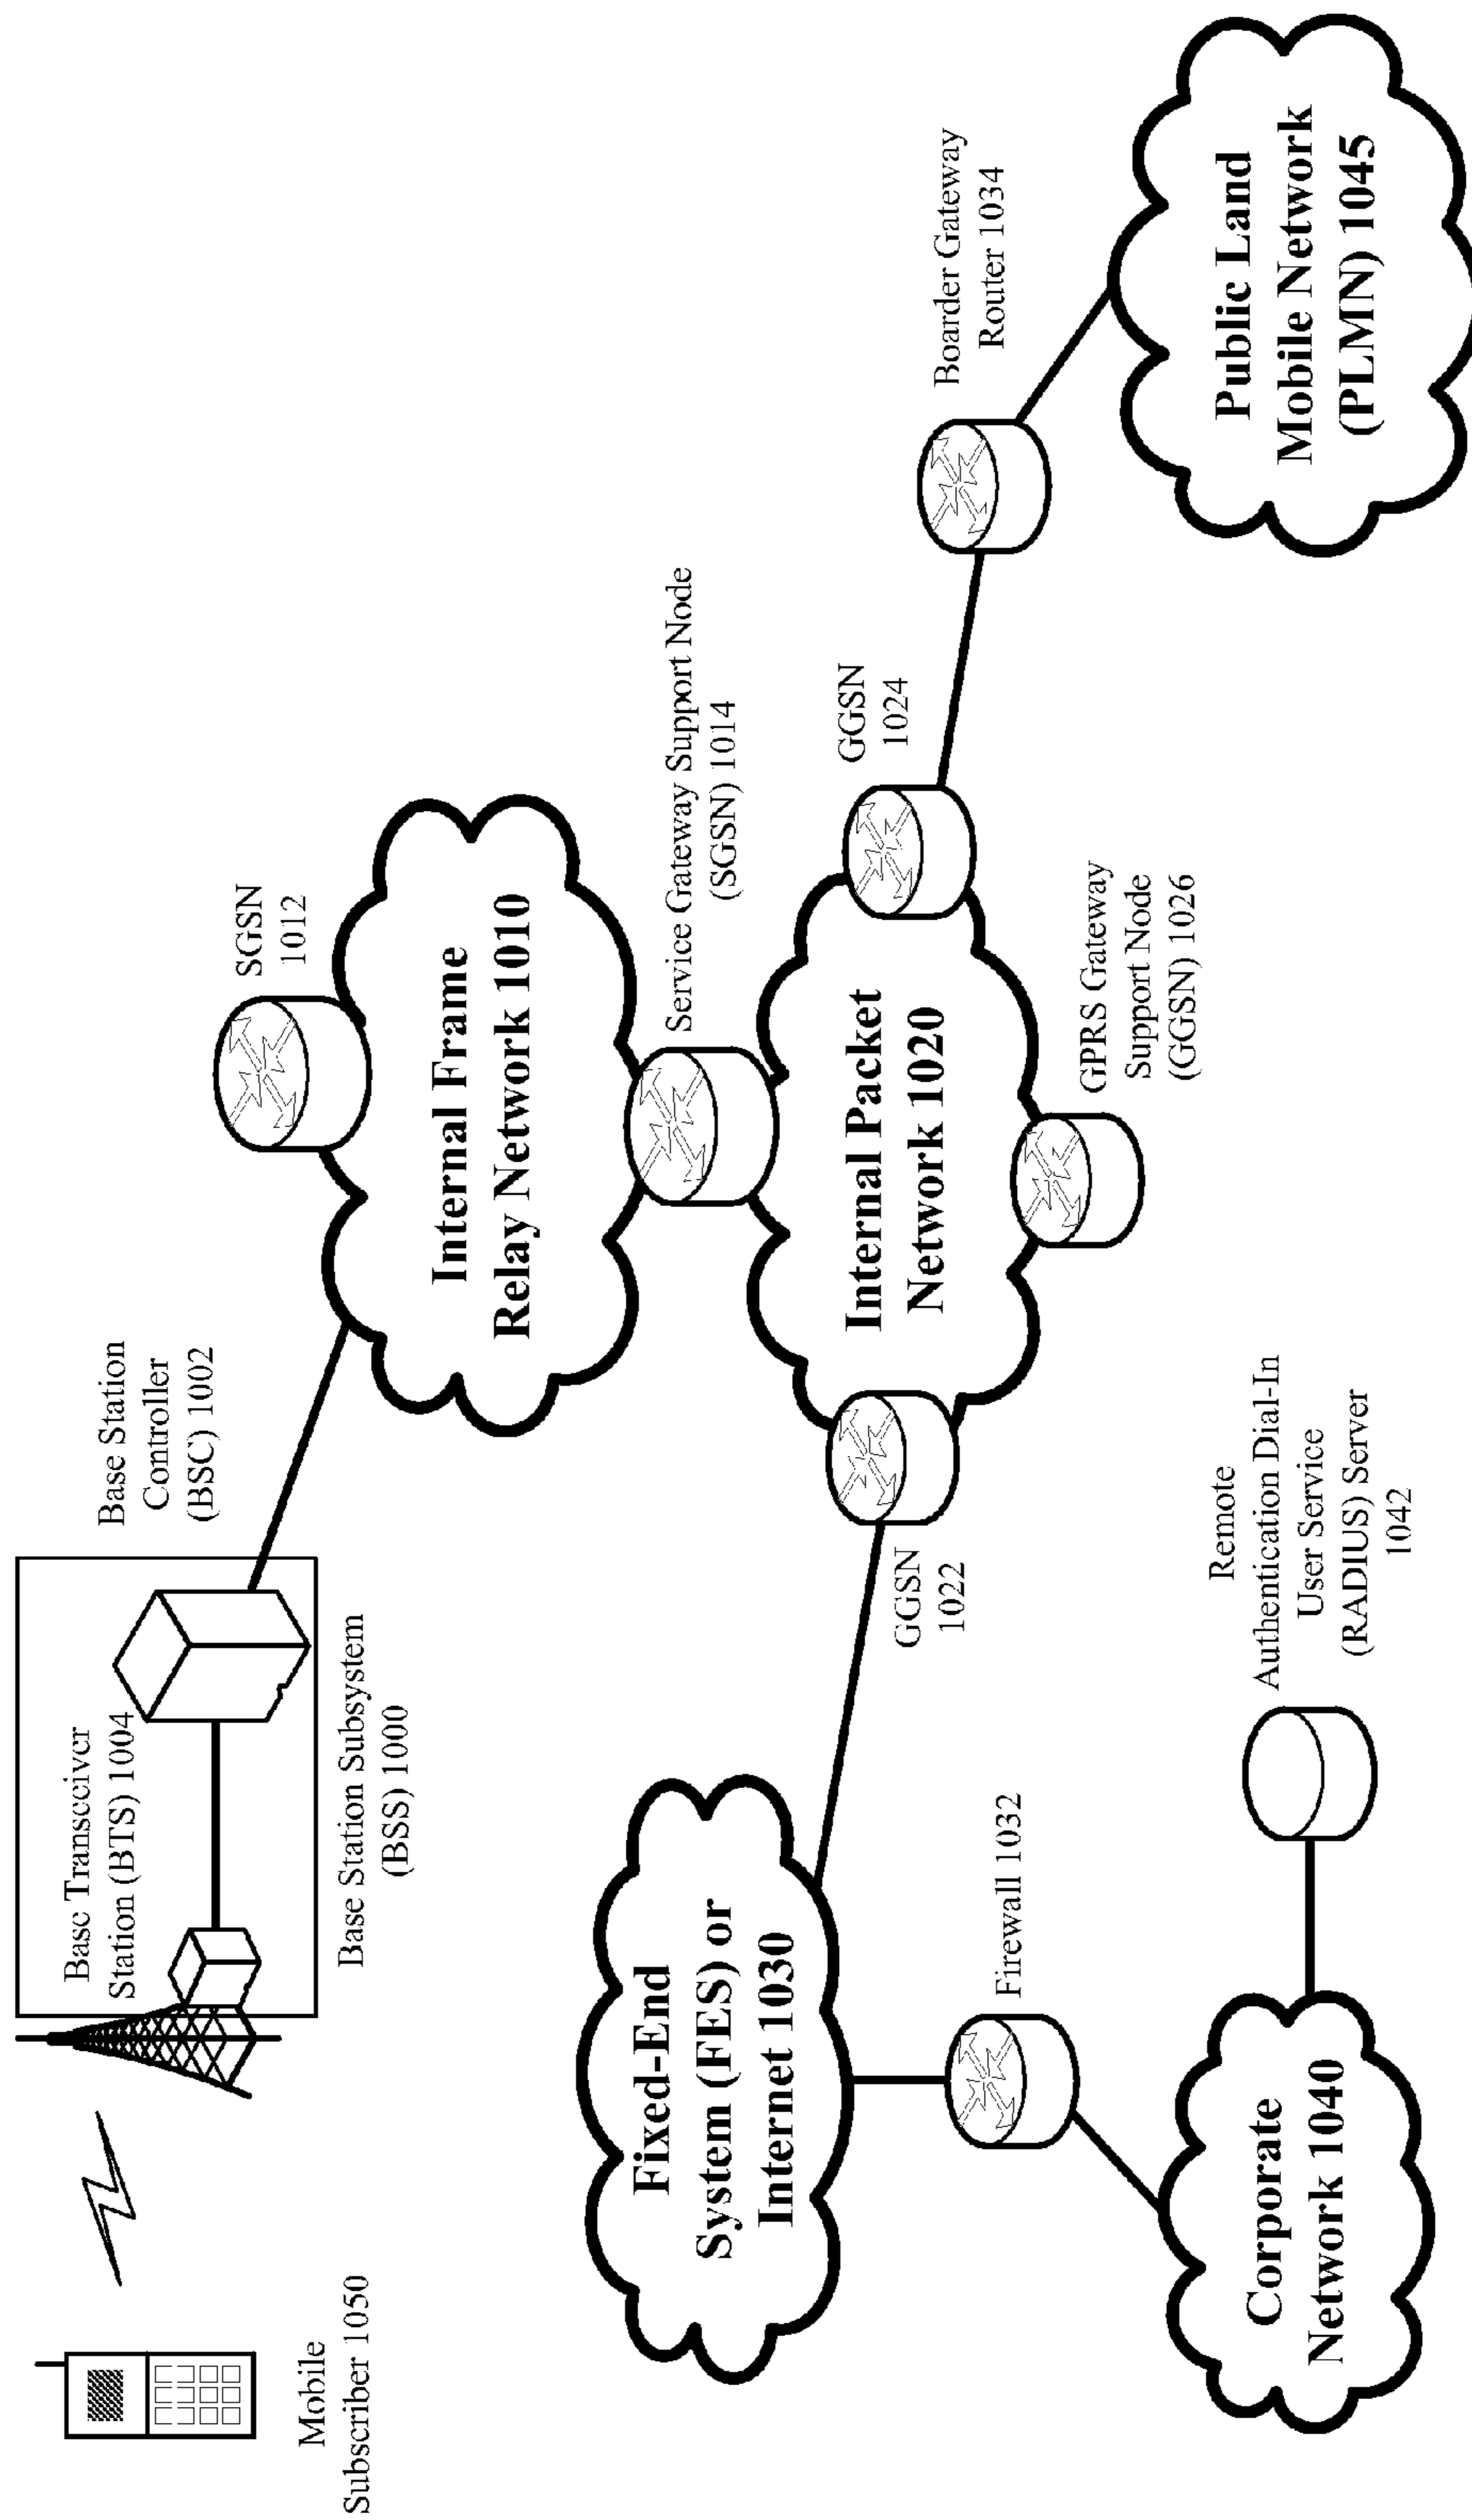 Mobile
Subscriber 1050
Base Transceiver
Station (BTS) 1004
Base Station
Controller
(BSC) 1002
Base Station Subsystem
(BSS) 1000
SGSN
1012
Internal Frame
Relay Network 1010
Service Gateway Support Node
(SGSN) 1014
Fixed-End
System (FES) or
Internet 1030
Internal Packet
Network 1020
GGSN
1022
GGSN
1024
GPRS Gateway
Support Node
(GGSN) 1026
Boarder Gateway
Router 1034
Firewall 1032
Corporate
Network 1040
Remote
Authentication Dial-In
User Service
(RADIUS) Server
1042
Public Land
Mobile Network
(PLMN) 1045